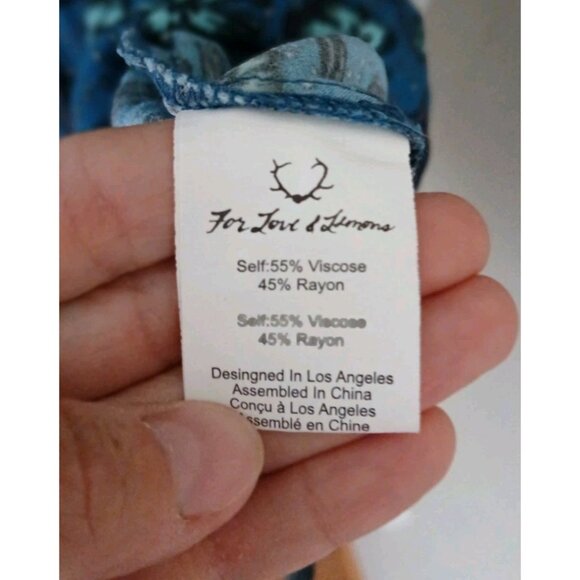 For Love & Lemons
Self:55% Viscose
45% Rayon
Self:55% Viscose
45% Rayon
Desingned In Los Angeles
Assembled In China
Conçu à Los Angeles
Assemblé en Chine